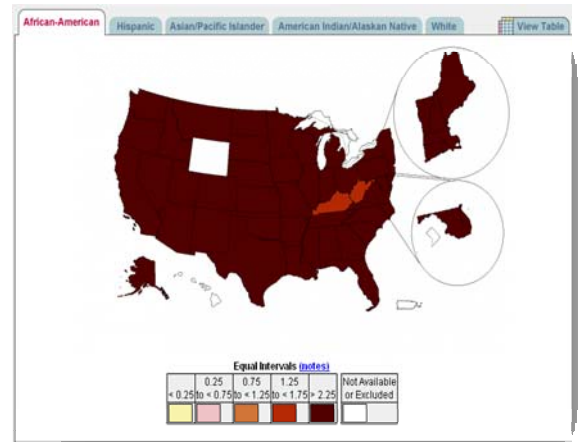 African-American Hispanic Asian/Pacific Islander American Indian/Alaskan Native White View Table
Equal Intervals (notes)
0.25 0.75 1.25 Not Available
< 0.25 to < 0.75 to < 1.25 to < 1.75 > 2.25 or Excluded